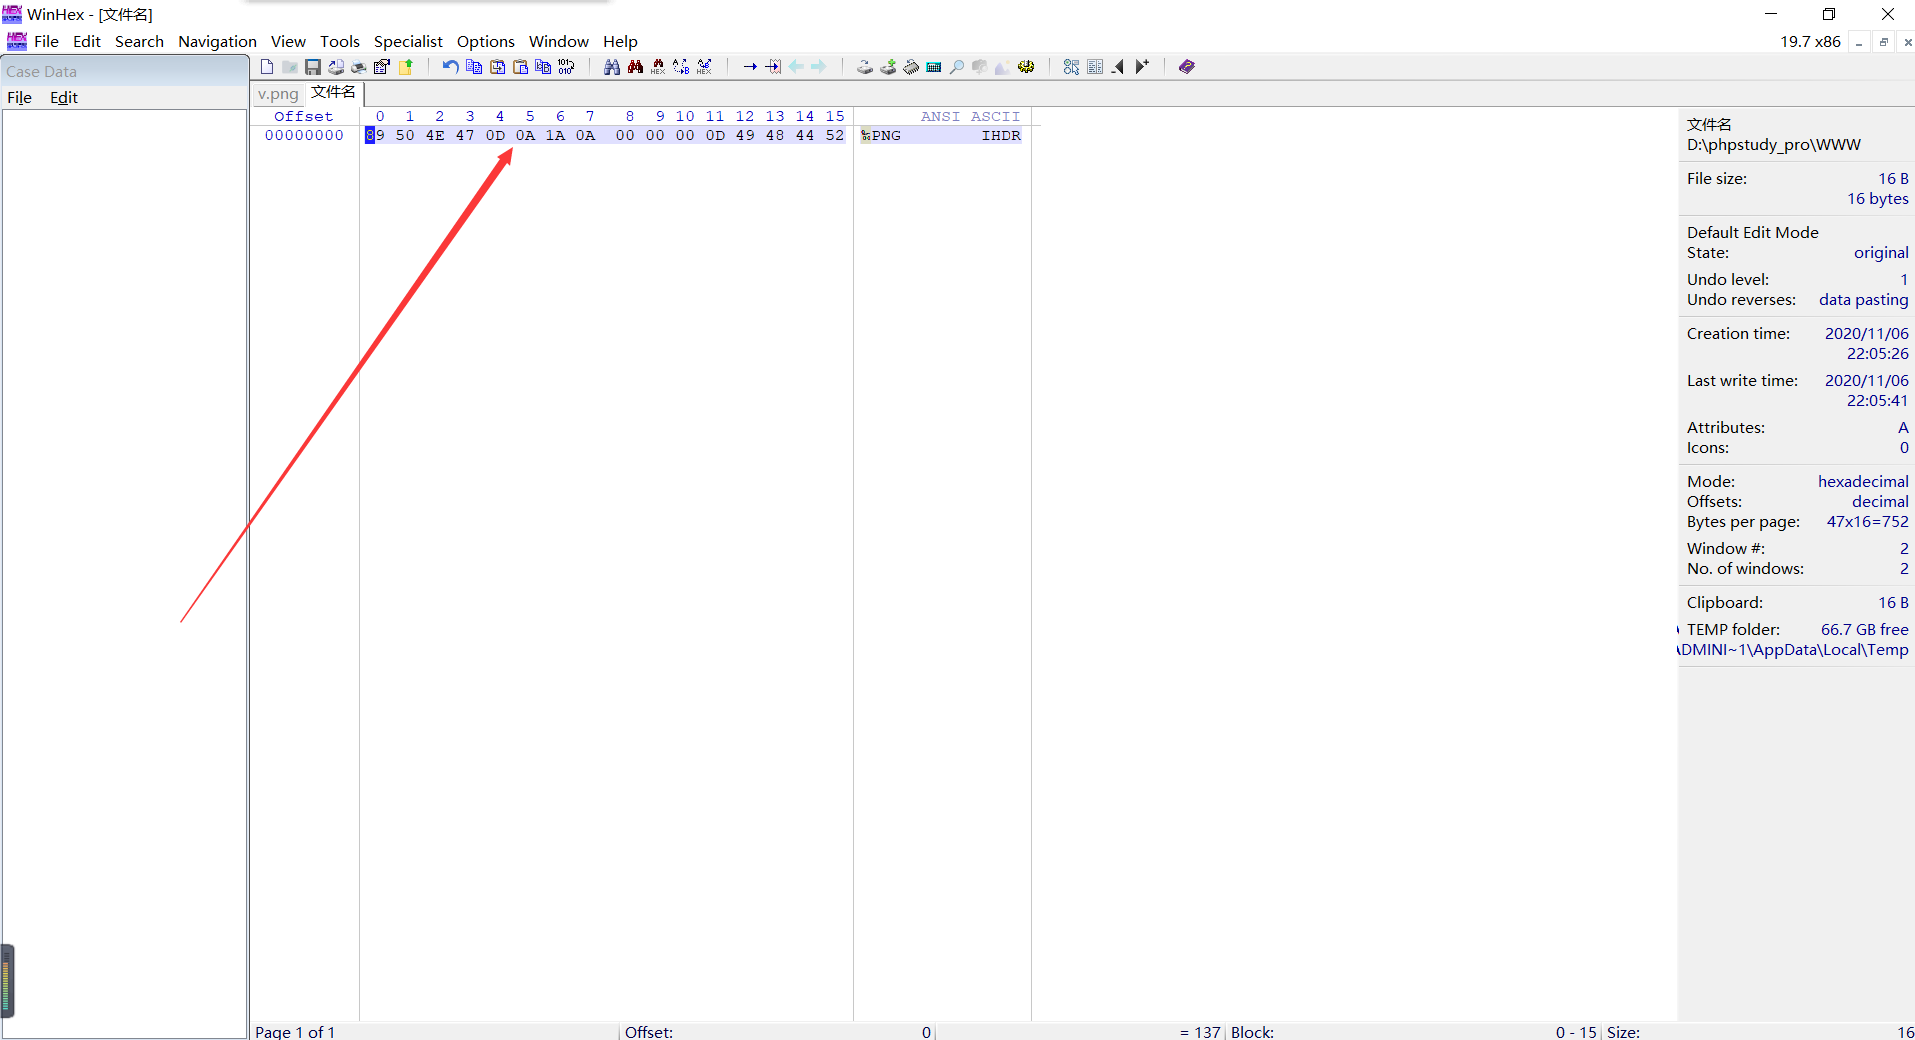 WinHex - [文件名]
File Edit Search Navigation View Tools Specialist Options Window Help
19.7 x86
Case Data
File Edit
v.png 文件名
Offset 0 1 2 3 4 5 6 7 8 9 10 11 12 13 14 15 ANSI ASCII
00000000 89 50 4E 47 0D 0A 1A 0A 00 00 00 0D 49 48 44 52 ‰PNG IHDR
文件名
D:\phpstudy_pro\WWW
File size: 16 B
16 bytes
Default Edit Mode
State: original
Undo level: 1
Undo reverses: data pasting
Creation time: 2020/11/06
22:05:26
Last write time: 2020/11/06
22:05:41
Attributes: A
Icons: 0
Mode: hexadecimal
Offsets: decimal
Bytes per page: 47x16=752
Window #: 2
No. of windows: 2
Clipboard: 16 B
TEMP folder: 66.7 GB free
ADMINI~1\AppData\Local\Temp
Page 1 of 1 Offset: 0 = 137 Block: 0 - 15 Size: 16